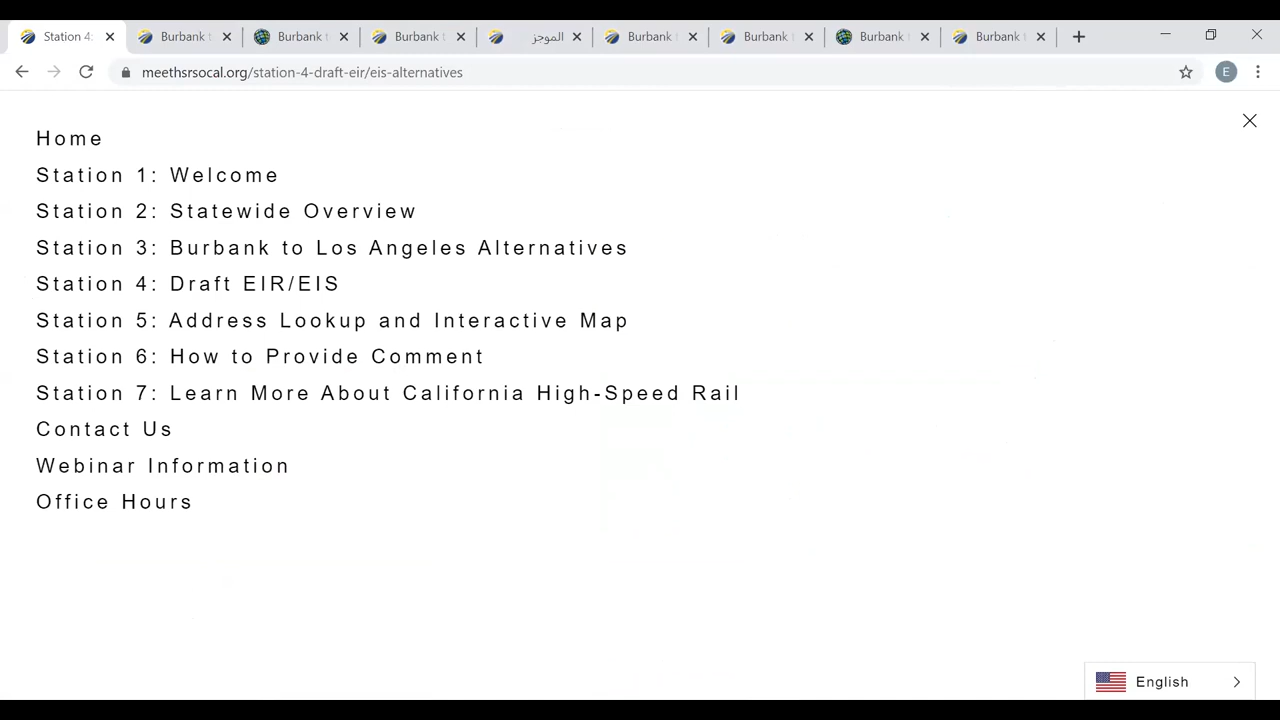 Station 4:
Burbank t
Burbank t
Burbank t
الموجز
Burbank t
Burbank t
Burbank
Burbank t
meethsrsocal.org/station-4-draft-eir/eis-alternatives
E
Home
Station 1: Welcome
Station 2: Statewide Overview
Station 3: Burbank to Los Angeles Alternatives
Station 4: Draft EIR/EIS
Station 5: Address Lookup and Interactive Map
Station 6: How to Provide Comment
Station 7: Learn More About California High-Speed Rail
Contact Us
Webinar Information
Office Hours
English